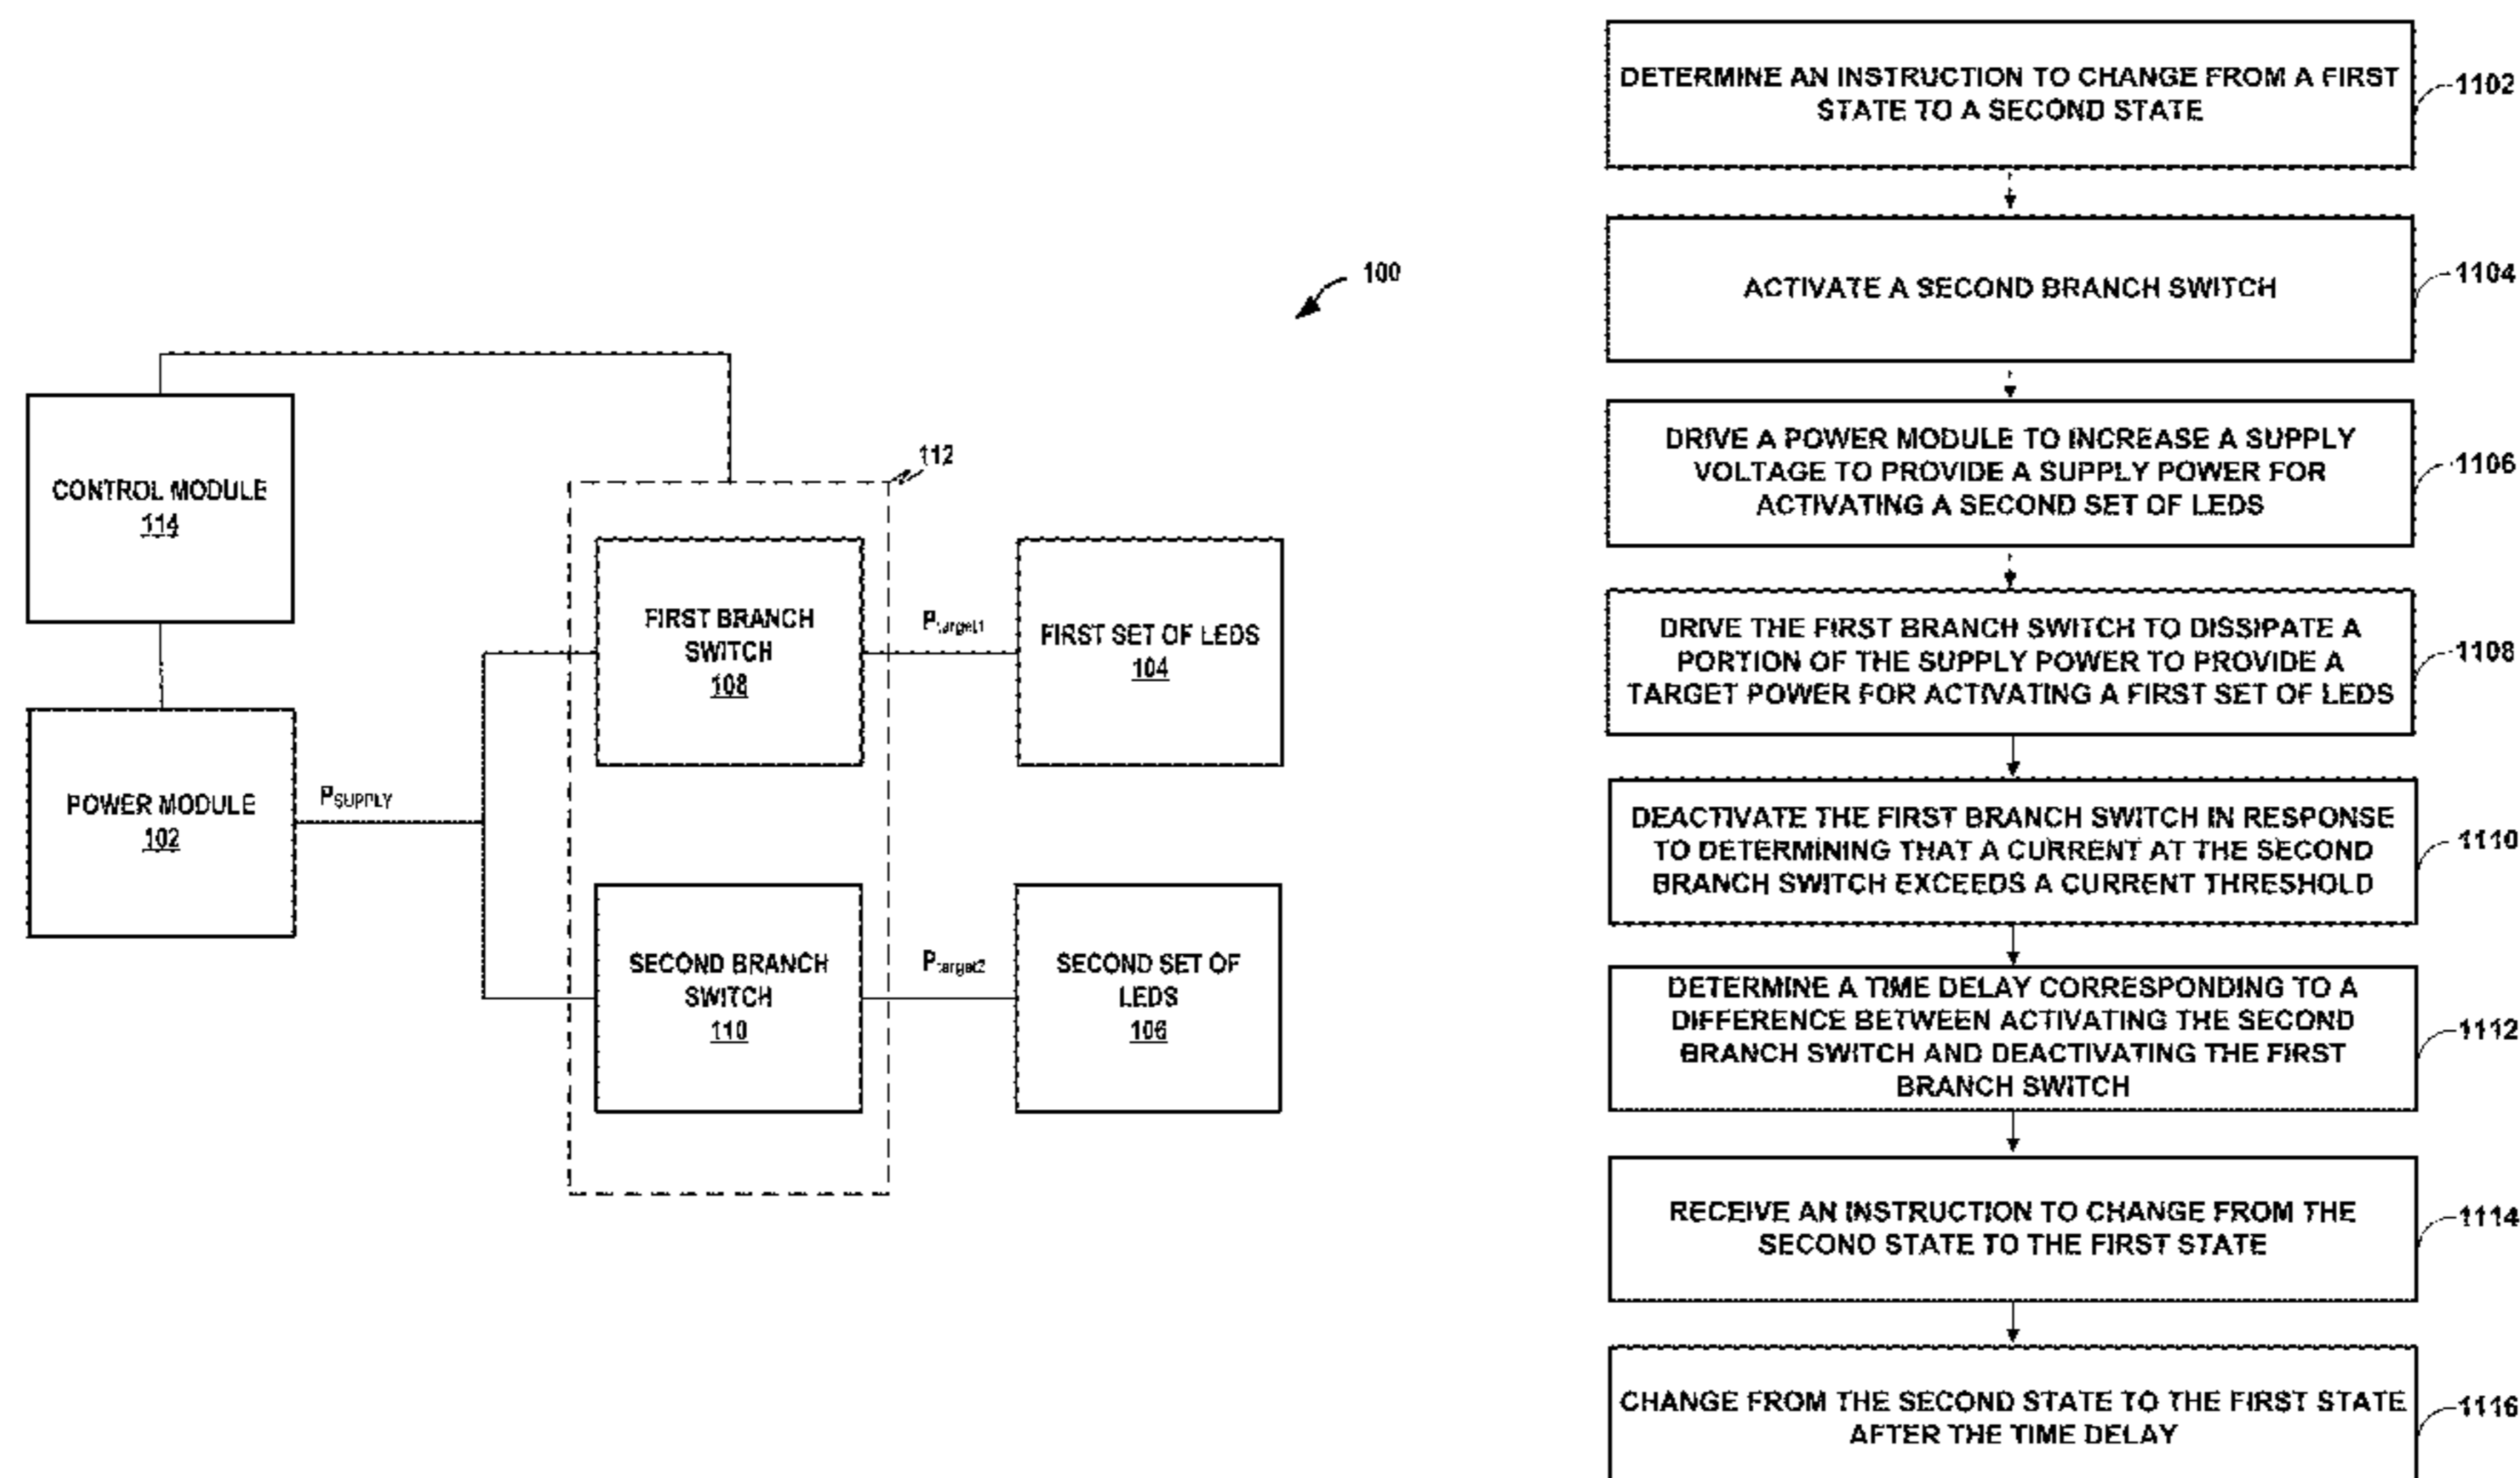 100
CONTROL MODULE
114
112
FIRST BRANCH
SWITCH
108
Ptarget1
FIRST SET OF LEDS
104
POWER MODULE
102
PSUPPLY
SECOND BRANCH
SWITCH
110
Ptarget2
SECOND SET OF
LEDS
106
DETERMINE AN INSTRUCTION TO CHANGE FROM A FIRST
STATE TO A SECOND STATE
1102
ACTIVATE A SECOND BRANCH SWITCH
1104
DRIVE A POWER MODULE TO INCREASE A SUPPLY
VOLTAGE TO PROVIDE A SUPPLY POWER FOR
ACTIVATING A SECOND SET OF LEDS
1106
DRIVE THE FIRST BRANCH SWITCH TO DISSIPATE A
PORTION OF THE SUPPLY POWER TO PROVIDE A
TARGET POWER FOR ACTIVATING A FIRST SET OF LEDS
1108
DEACTIVATE THE FIRST BRANCH SWITCH IN RESPONSE
TO DETERMINING THAT A CURRENT AT THE SECOND
BRANCH SWITCH EXCEEDS A CURRENT THRESHOLD
1110
DETERMINE A TIME DELAY CORRESPONDING TO A
DIFFERENCE BETWEEN ACTIVATING THE SECOND
BRANCH SWITCH AND DEACTIVATING THE FIRST
BRANCH SWITCH
1112
RECEIVE AN INSTRUCTION TO CHANGE FROM THE
SECOND STATE TO THE FIRST STATE
1114
CHANGE FROM THE SECOND STATE TO THE FIRST STATE
AFTER THE TIME DELAY
1116